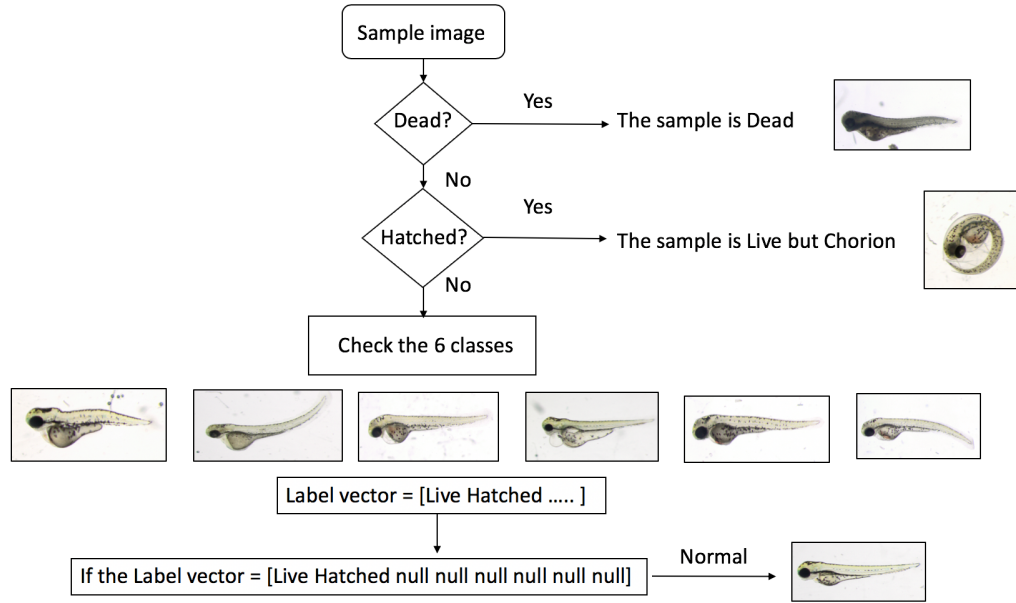 Sample image
Dead?
Yes
The sample is Dead
No
Hatched?
Yes
The sample is Live but Chorion
No
Check the 6 classes
Label vector = [Live Hatched ….. ]
If the Label vector = [Live Hatched null null null null null null]
Normal